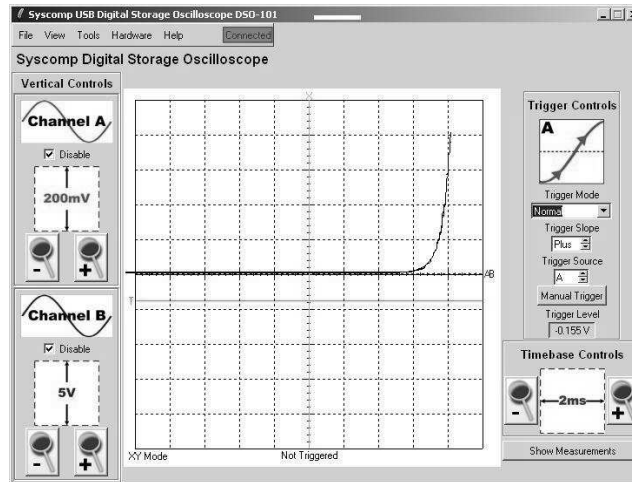 Syscomp USB Digital Storage Oscilloscope DSO-101
File View Tools Hardware Help Connected
Syscomp Digital Storage Oscilloscope
Vertical Controls
Channel A
Disable
200mV
- +
Channel B
Disable
5V
- +
X
T
AB
XY Mode Not Triggered
Trigger Controls
A
Trigger Mode
Normal
Trigger Slope
Plus
Trigger Source
A
Manual Trigger
Trigger Level
-0.155 V
Timebase Controls
- 2ms +
Show Measurements